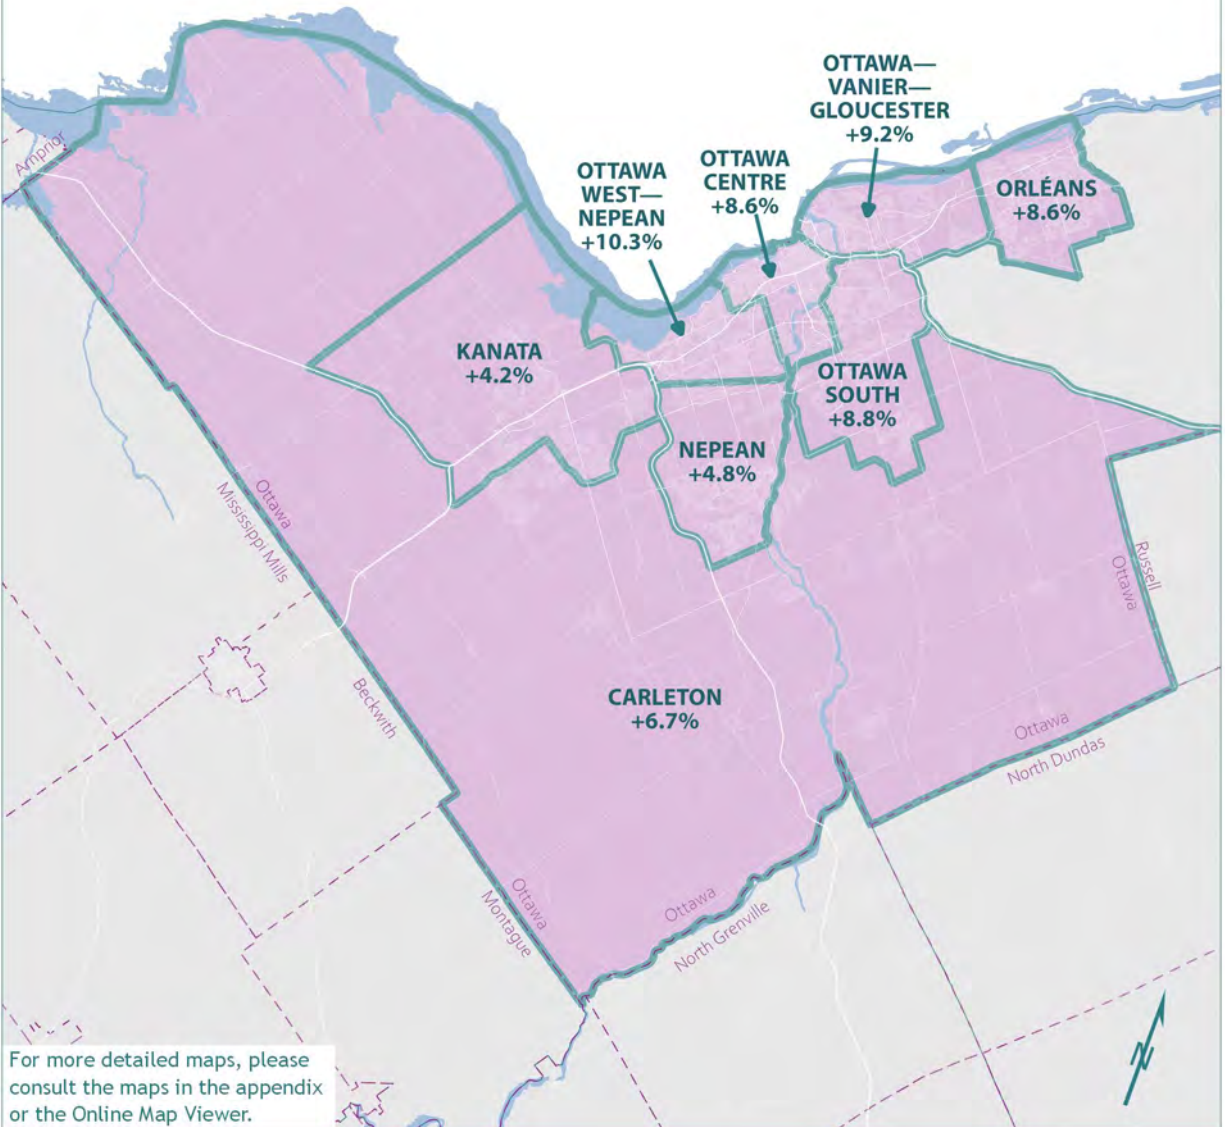 OTTAWA—
VANIER—
GLOUCESTER
+9.2%
OTTAWA
CENTRE
+8.6%
OTTAWA
WEST—
NEPEAN
+10.3%
ORLÉANS
+8.6%
Arnprior
KANATA
+4.2%
OTTAWA
SOUTH
+8.8%
NEPEAN
+4.8%
Ottawa
Mississippi Mills
Russell
Ottawa
CARLETON
+6.7%
Beckwith
Ottawa
North Dundas
Ottawa
Montague
Ottawa
North Grenville
For more detailed maps, please
consult the maps in the appendix
or the Online Map Viewer.
N